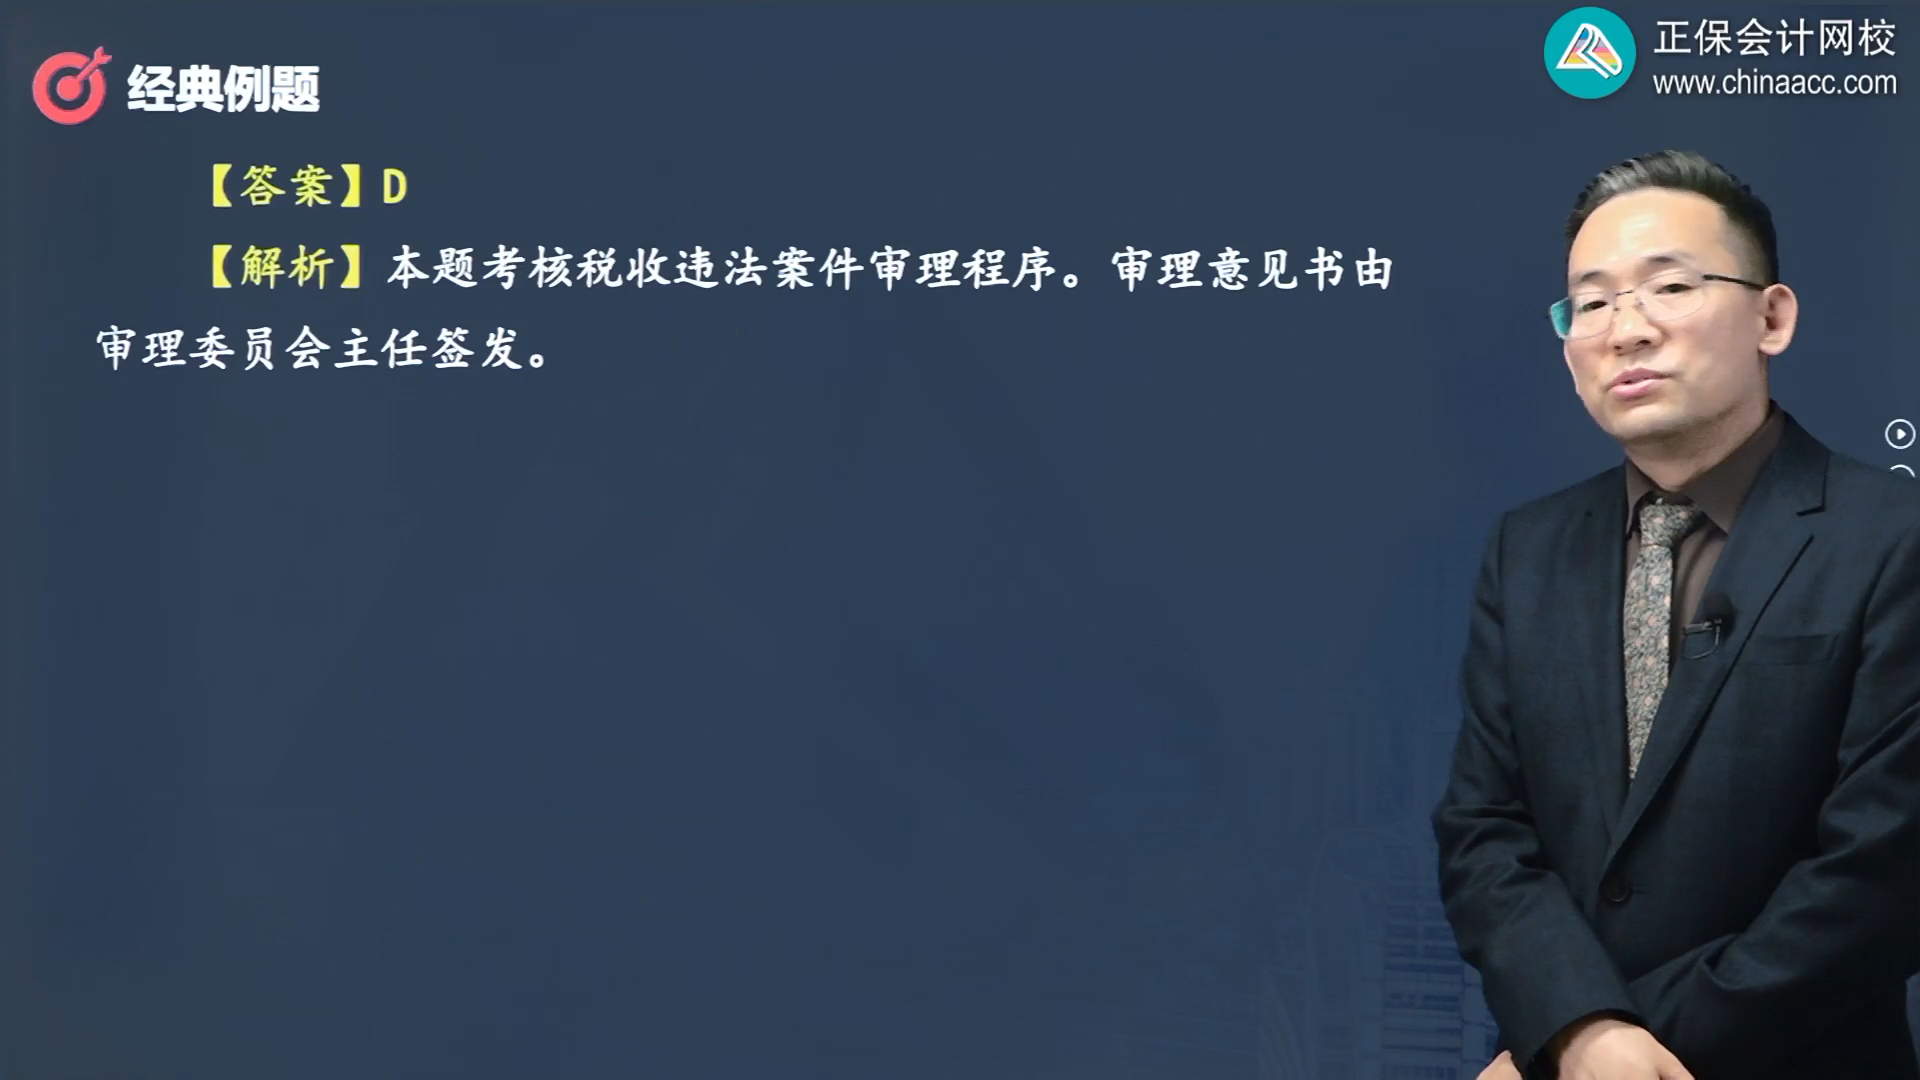 正保会计网校
www.chinaacc.com
经典例题
【答案】D
【解析】本题考核税收违法案件审理程序。审理意见书由
审理委员会主任签发。